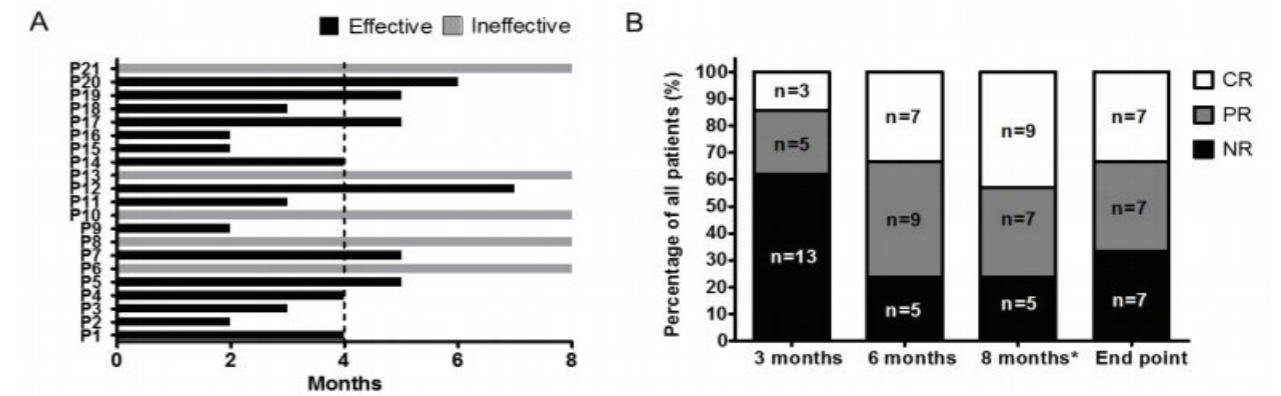 A
Effective Ineffective
P21
P20
P19
P18
P17
P16
P15
P14
P13
P12
P11
P10
P9
P8
P7
P6
P5
P4
P3
P2
P1
0 2 4 6 8
Months
B
Percentage of all patients (%)
100
90
80
70
60
50
40
30
20
10
0
n=3
n=5
n=13
n=7
n=9
n=5
n=9
n=7
n=5
n=7
n=7
n=7
3 months 6 months 8 months* End point
CR
PR
NR